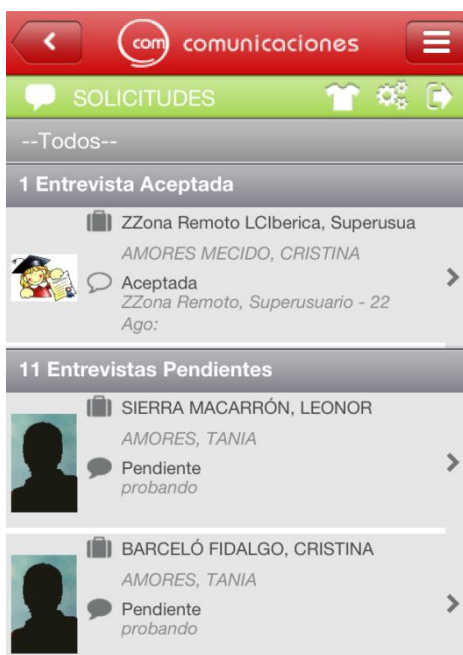 com comunicaciones
SOLICITUDES
--Todos--
1 Entrevista Aceptada
ZZona Remoto LCIberica, Superusua
AMORES MECIDO, CRISTINA
Aceptada
ZZona Remoto, Superusuario - 22
Ago:
11 Entrevistas Pendientes
SIERRA MACARRÓN, LEONOR
AMORES, TANIA
Pendiente
probando
BARCELÓ FIDALGO, CRISTINA
AMORES, TANIA
Pendiente
probando